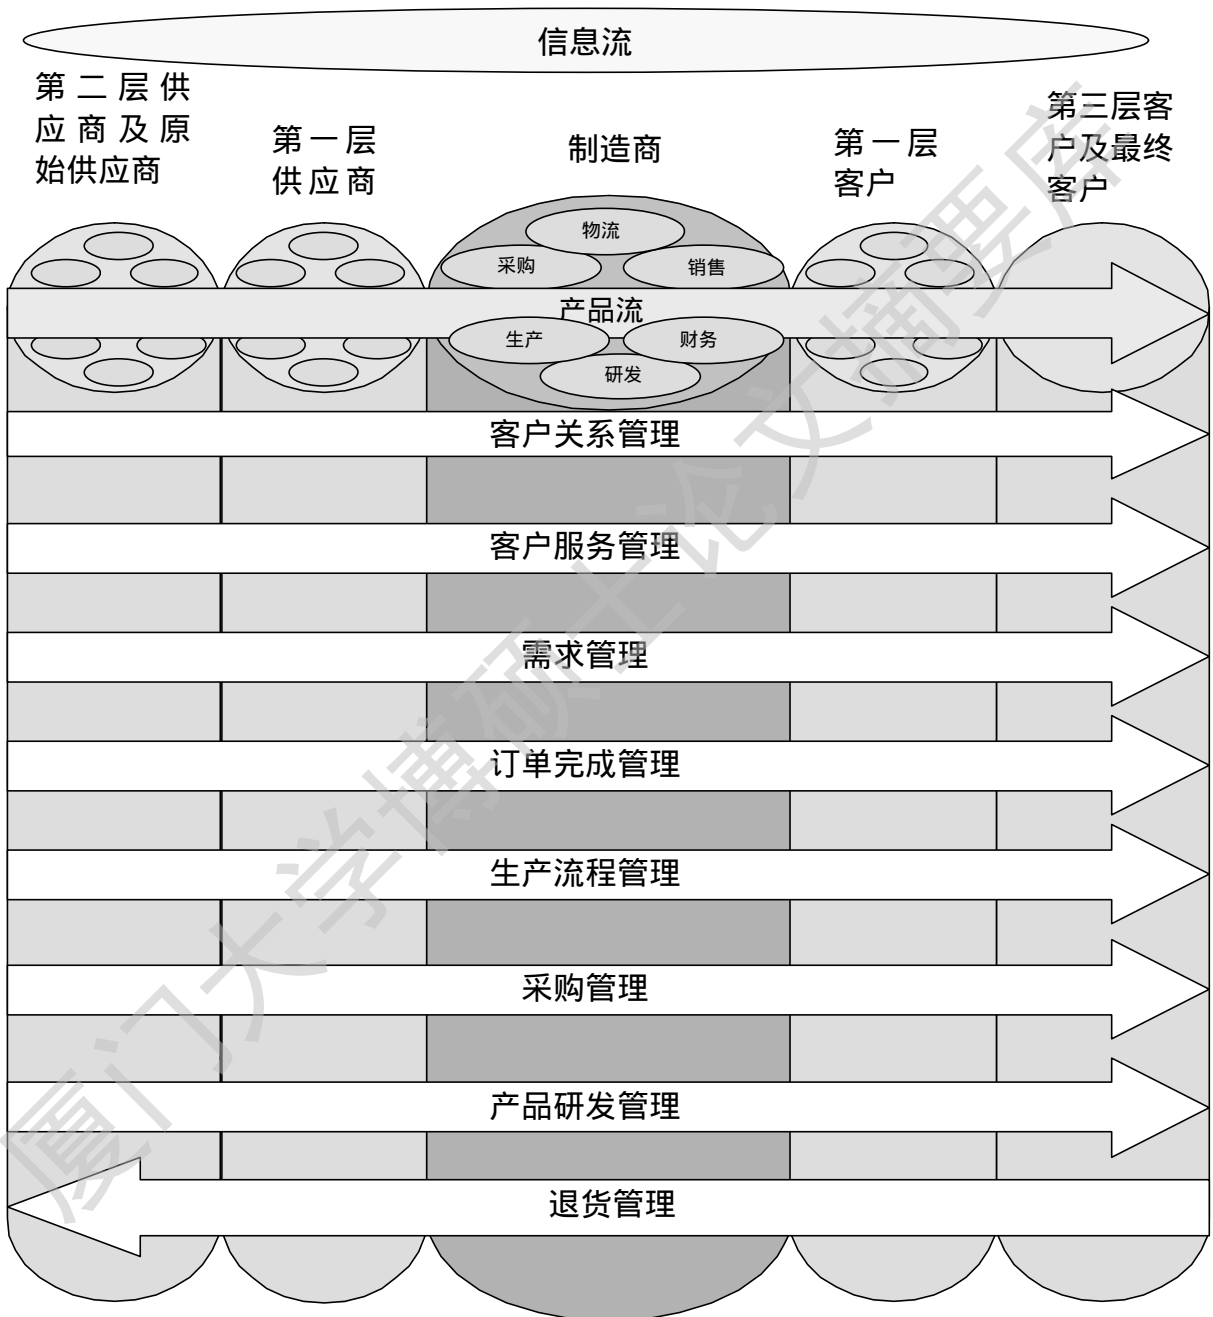 信息流
第二层供
应商及原
始供应商
第一层
供应商
制造商
第一层
客户
第三层客
户及最终
客户
物流
采购
销售
产品流
生产
财务
研发
客户关系管理
客户服务管理
需求管理
订单完成管理
生产流程管理
采购管理
产品研发管理
退货管理
厦门大学博硕士论文摘要库